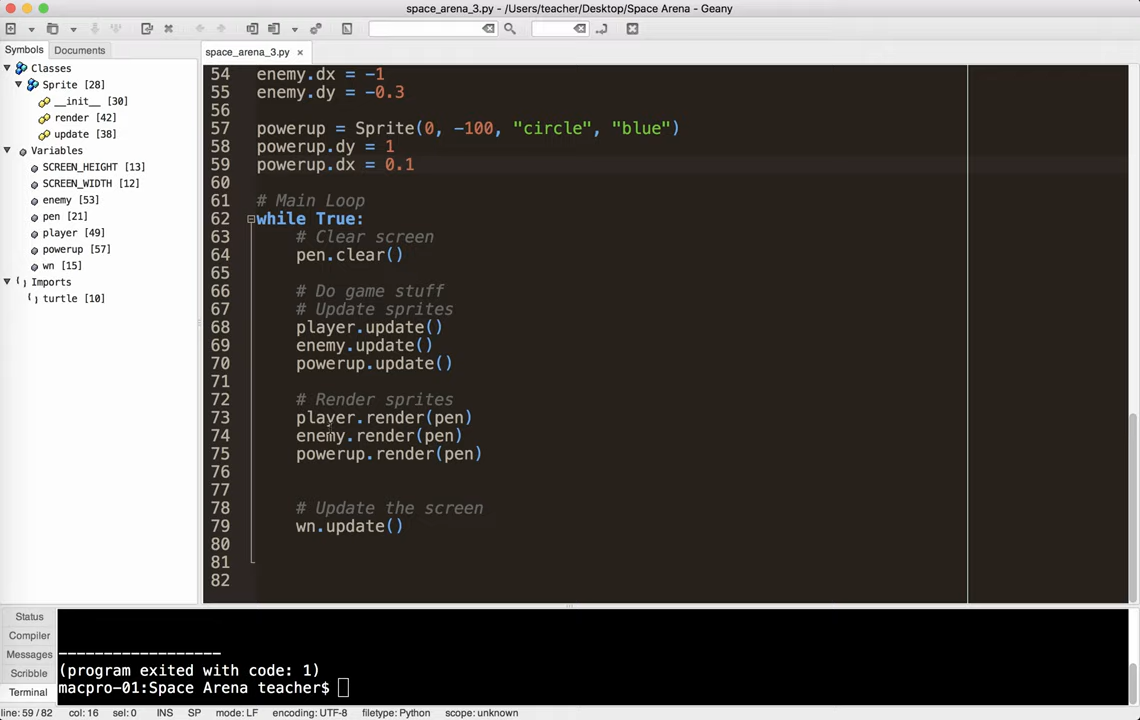 space_arena_3.py - /Users/teacher/Desktop/Space Arena - Geany
Symbols Documents
space_arena_3.py ×
Classes
Sprite [28]
__init__ [30]
render [42]
update [38]
Variables
SCREEN_HEIGHT [13]
SCREEN_WIDTH [12]
enemy [53]
pen [21]
player [49]
powerup [57]
wn [15]
Imports
turtle [10]
54 enemy.dx = -1
55 enemy.dy = -0.3
56
57 powerup = Sprite(0, -100, "circle", "blue")
58 powerup.dy = 1
59 powerup.dx = 0.1
60
61 # Main Loop
62 while True:
63 # Clear screen
64 pen.clear()
65
66 # Do game stuff
67 # Update sprites
68 player.update()
69 enemy.update()
70 powerup.update()
71
72 # Render sprites
73 player.render(pen)
74 enemy.render(pen)
75 powerup.render(pen)
76
77
78 # Update the screen
79 wn.update()
80
81
82
Status
Compiler
Messages
Scribble
Terminal
------------------
(program exited with code: 1)
macpro-01:Space Arena teacher$
line: 59 / 82 col: 16 sel: 0 INS SP mode: LF encoding: UTF-8 filetype: Python scope: unknown